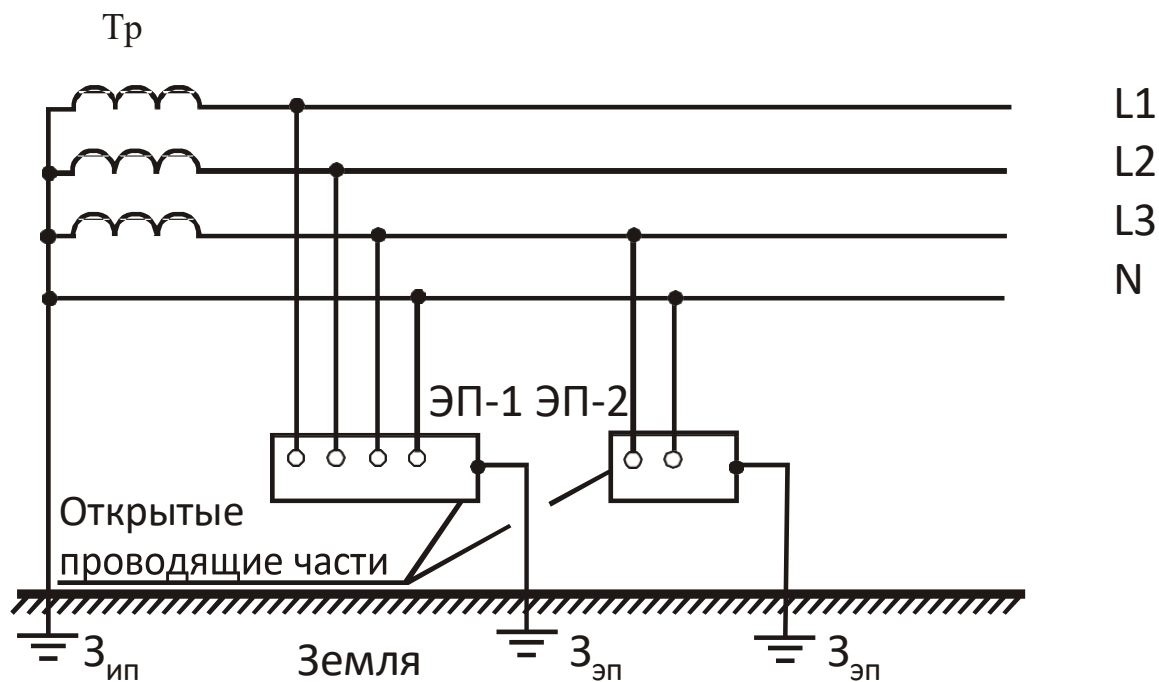 Тр
L1
L2
L3
N
ЭП-1 ЭП-2
Открытые
проводящие части
Зип
Земля
Зэп
Зэп